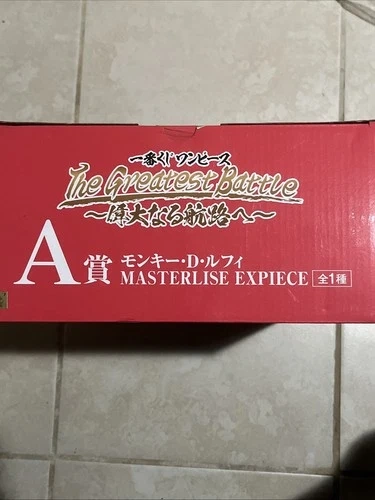 一番くじ ワンピース
The Greatest Battle
～偉大なる航路へ～
A賞 モンキー・D・ルフィ
MASTERLISE EXPIECE 全1種